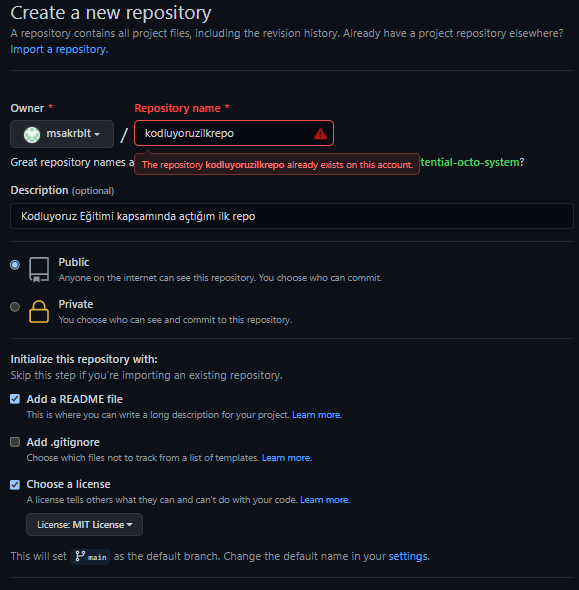 Create a new repository
A repository contains all project files, including the revision history. Already have a project repository elsewhere?
Import a repository.
Owner * Repository name *
msakrblt / kodluyoruzilkrepo
The repository kodluyoruzilkrepo already exists on this account.
Great repository names a tential-octo-system?
Description (optional)
Kodluyoruz Eğitimi kapsamında açtığım ilk repo
Public
Anyone on the internet can see this repository. You choose who can commit.
Private
You choose who can see and commit to this repository.
Initialize this repository with:
Skip this step if you're importing an existing repository.
Add a README file
This is where you can write a long description for your project. Learn more.
Add .gitignore
Choose which files not to track from a list of templates. Learn more.
Choose a license
A license tells others what they can and can't do with your code. Learn more.
License: MIT License
This will set main as the default branch. Change the default name in your settings.